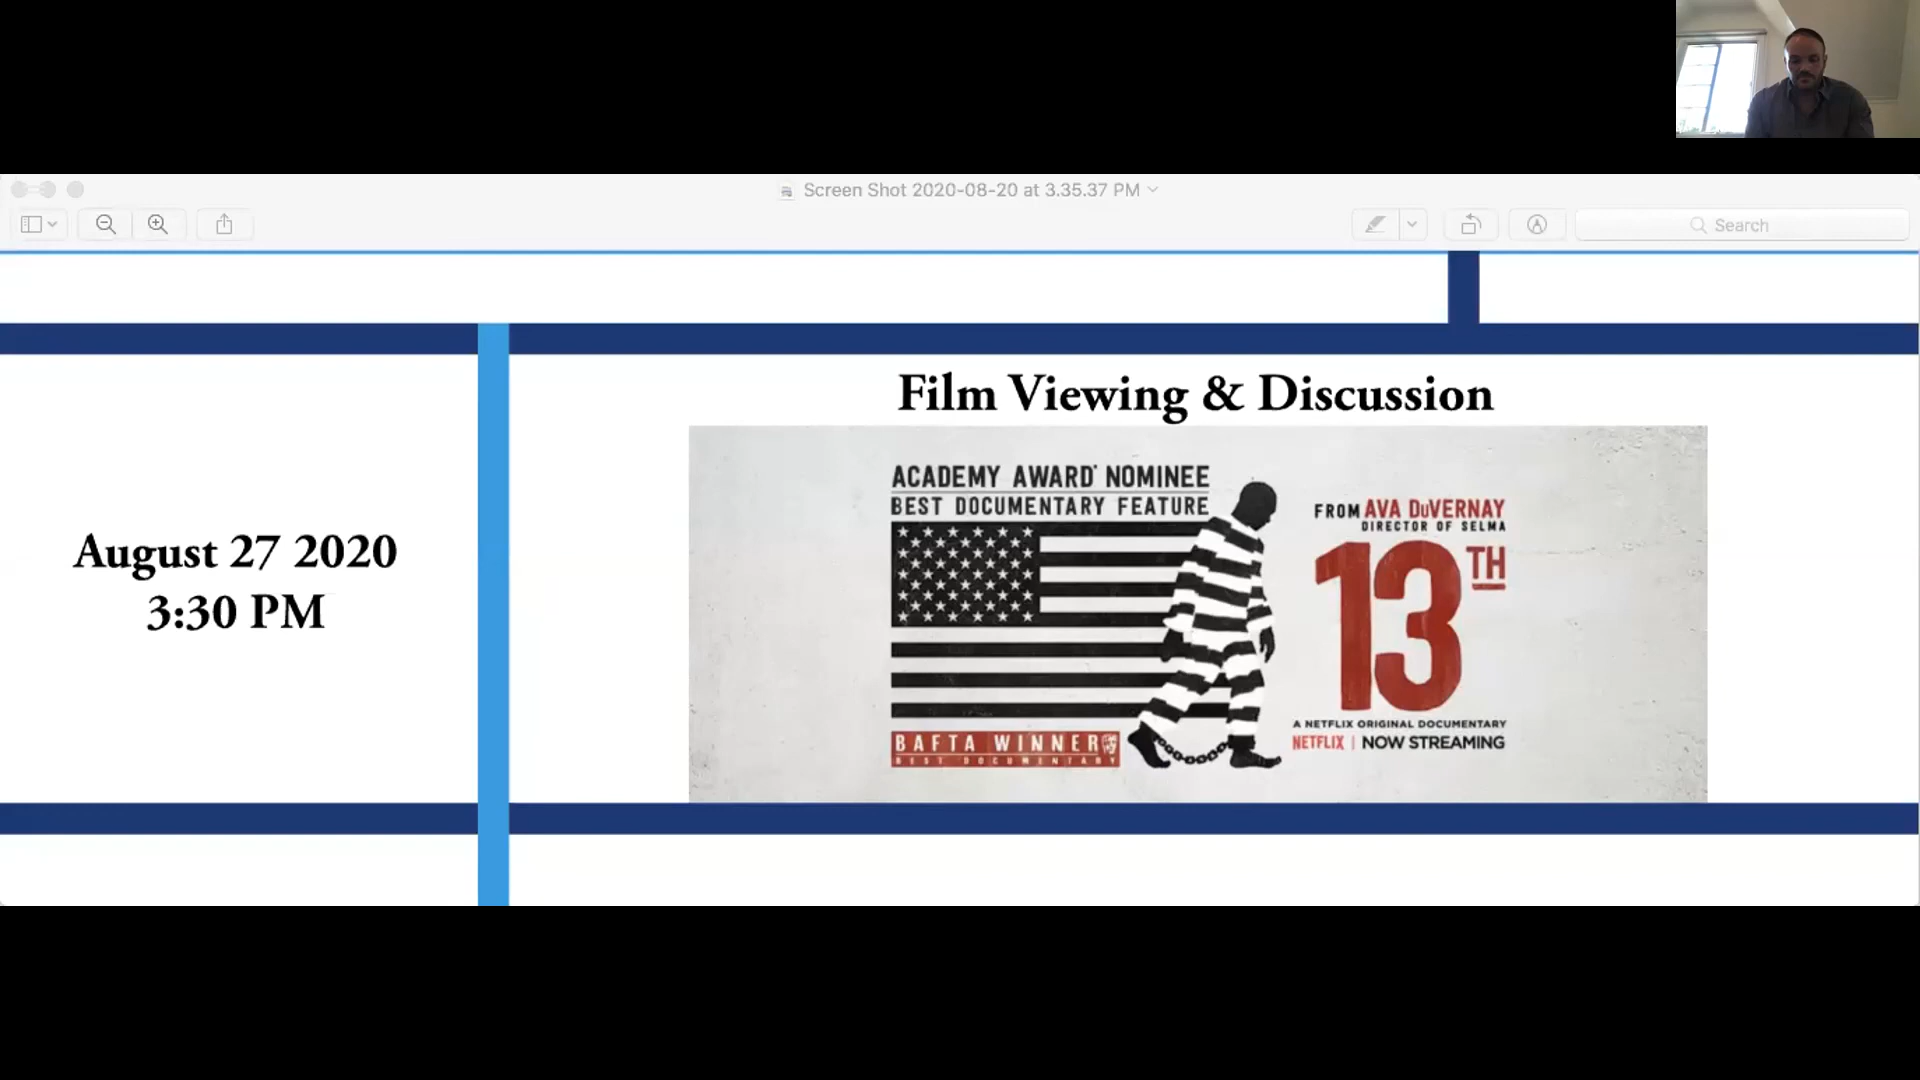 Screen Shot 2020-08-20 at 3.35.37 PM
Search
Film Viewing & Discussion
August 27 2020
3:30 PM
ACADEMY AWARD NOMINEE
BEST DOCUMENTARY FEATURE
BAFTA WINNER
BEST DOCUMENTARY
FROM AVA DuVERNAY
DIRECTOR OF SELMA
13TH
A NETFLIX ORIGINAL DOCUMENTARY
NETFLIX | NOW STREAMING